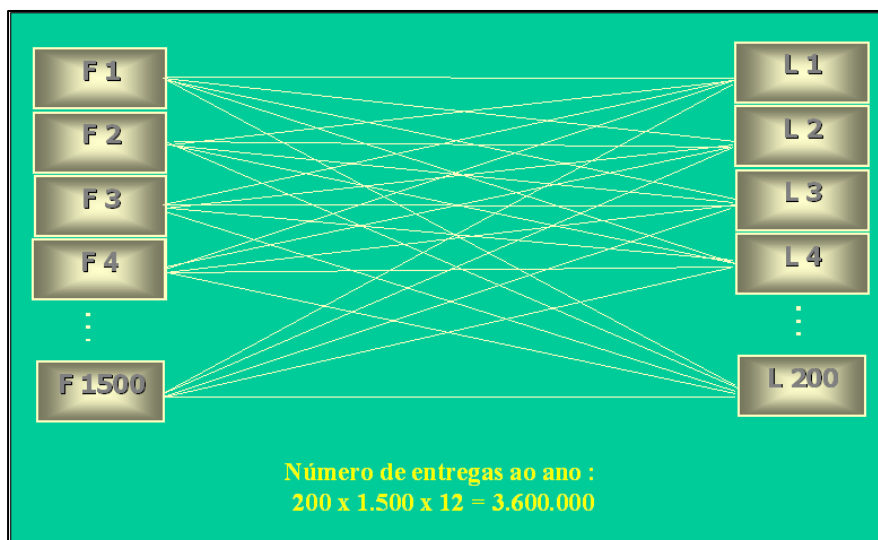 F 1
L 1
F 2
L 2
F 3
L 3
F 4
L 4
F 1500
L 200
Número de entregas ao ano :
200 x 1.500 x 12 = 3.600.000